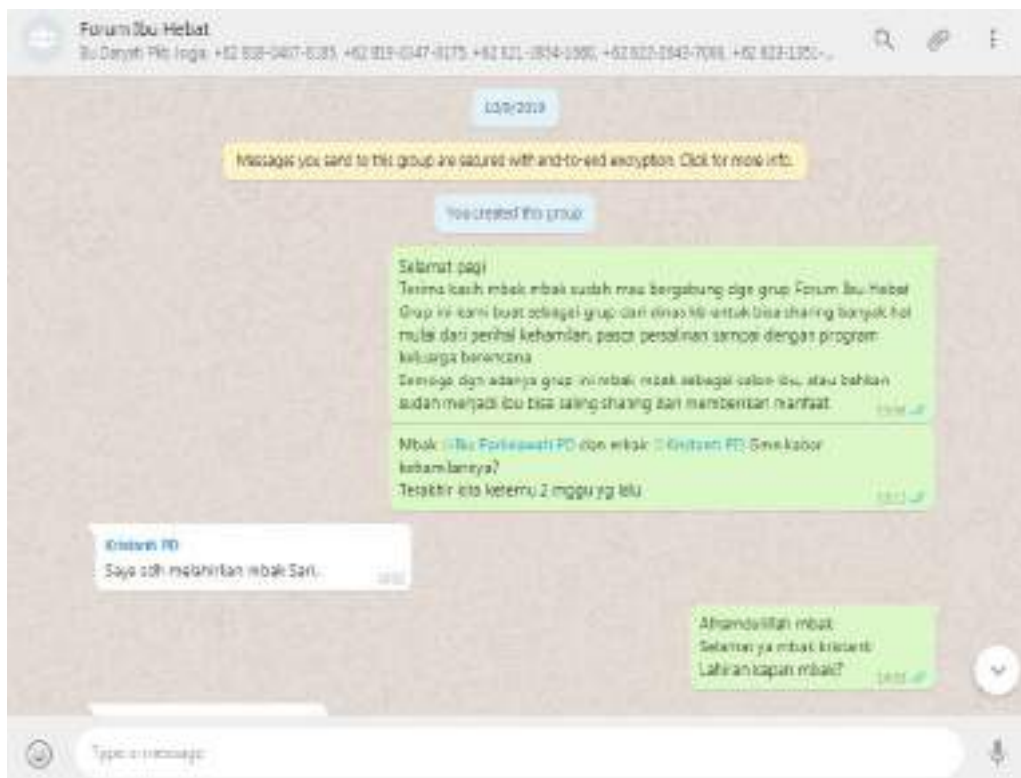 Forum Ibu Hebat
Messages you send to this group are secured with end-to-end encryption. Click for more info.
You created this group
Selamat pagi
Terima kasih mbak mbak sudah mau bergabung dgn grup Forum Ibu Hebat
Grup ini kami buat sebagai grup dari dinas kb untuk bisa sharing banyak hal
mulai dari perihal kehamilan, pasca persalinan sampai dengan program
keluarga berencana
Semoga dgn adanya grup ini mbak mbak sebagai calon ibu, atau bahkan
sudah menjadi ibu bisa saling sharing dan memberikan manfaat
Mbak PD dan mbak PD Gmn kabar
kehamilannya?
Terakhir kita ketemu 2 mggu yg lalu
Kristanti PD
Saya sdh melahirkan mbak Sari.
Alhamdulillah mbak
Selamat ya mbak kristanti
Lahiran kapan mbak?
Type a message